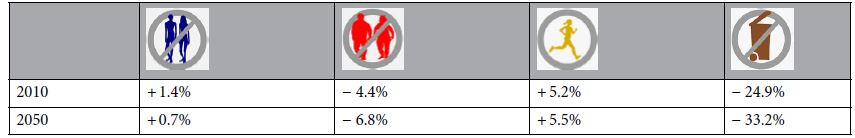 2010 +1.4% − 4.4% +5.2% − 24.9%
2050 +0.7% − 6.8% +5.5% − 33.2%